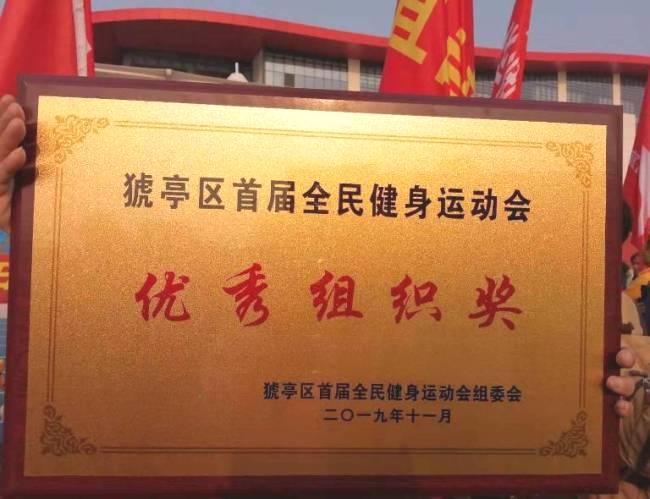 猇亭区首届全民健身运动会
优秀组织奖
猇亭区首届全民健身运动会组委会
二〇一九年十一月